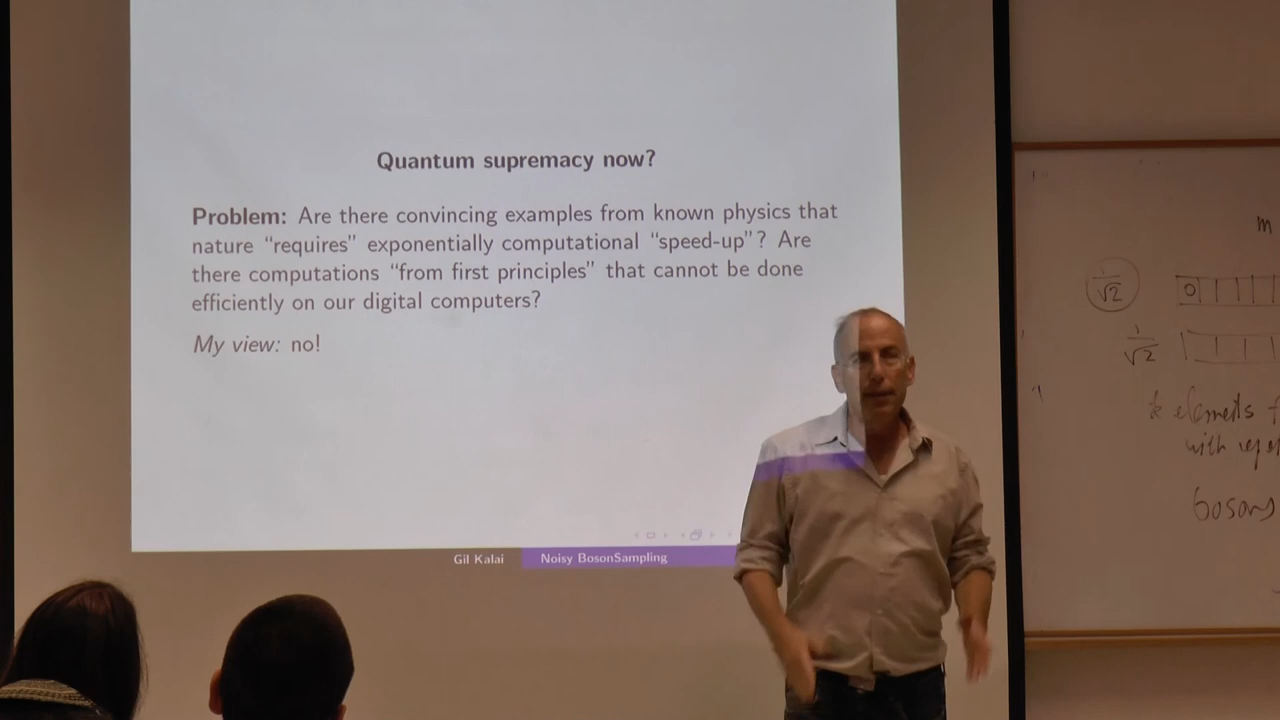 Quantum supremacy now?
Problem: Are there convincing examples from known physics that
nature “requires” exponentially computational “speed-up”? Are
there computations “from first principles” that cannot be done
efficiently on our digital computers?
My view: no!
Gil Kalai
Noisy BosonSampling
m
1/√2
0
1/√2
elements
with
bosons